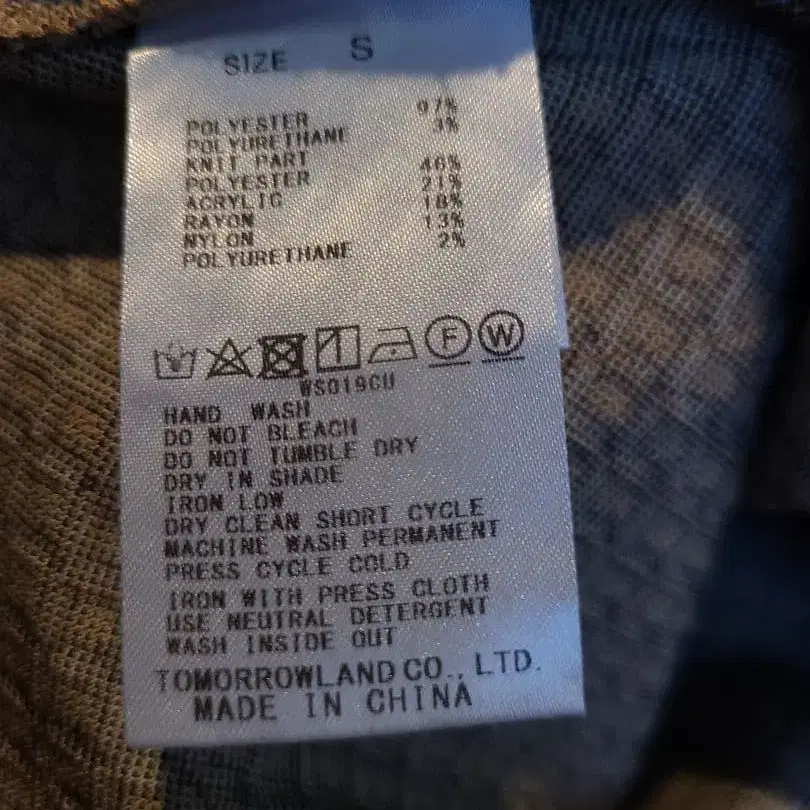 SIZE S
POLYESTER 97%
POLYURETHANE 3%
KNIT PART
POLYESTER 46%
ACRYLIC 21%
RAYON 18%
NYLON 13%
POLYURETHANE 2%
F W
WS019CU
HAND WASH
DO NOT BLEACH
DO NOT TUMBLE DRY
DRY IN SHADE
IRON LOW
DRY CLEAN SHORT CYCLE
MACHINE WASH PERMANENT
PRESS CYCLE COLD
IRON WITH PRESS CLOTH
USE NEUTRAL DETERGENT
WASH INSIDE OUT
TOMORROWLAND CO., LTD.
MADE IN CHINA